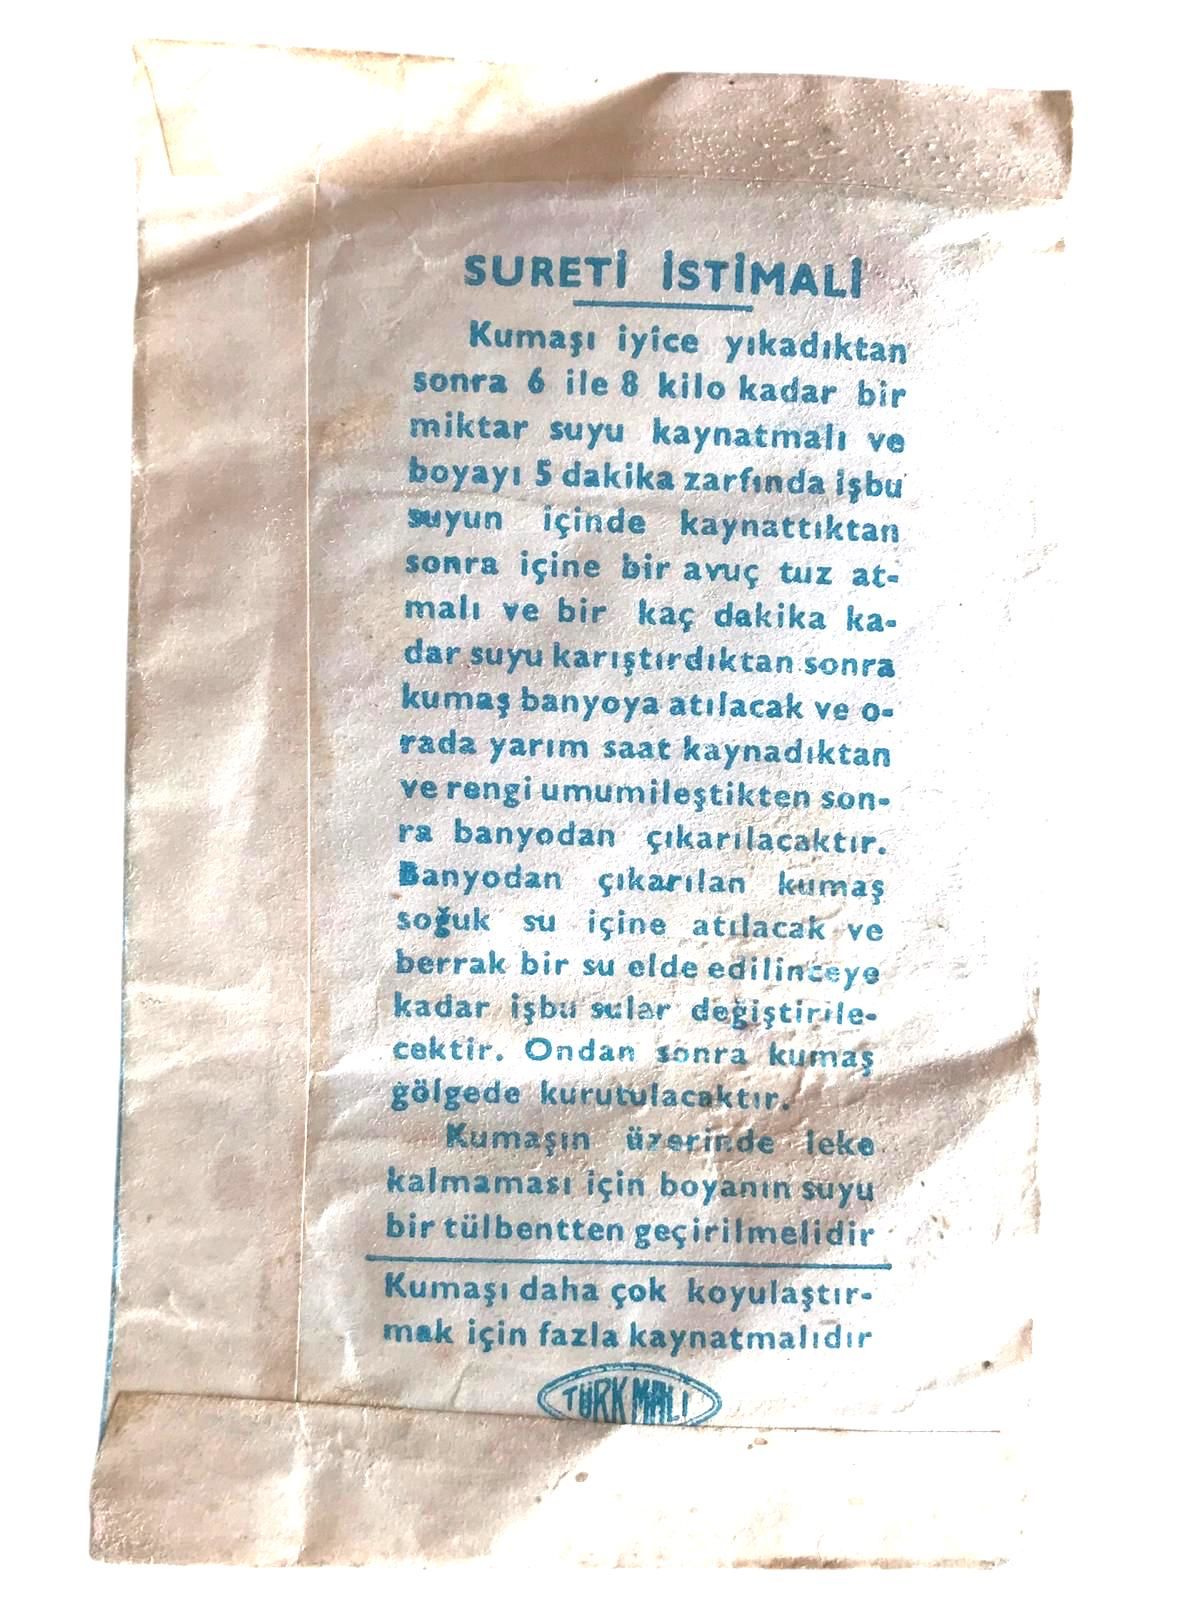 SURETİ İSTİMALİ
Kumaşı iyice yıkadıktan
sonra 6 ile 8 kilo kadar bir
miktar suyu kaynatmalı ve
boyayı 5 dakika zarfında işbu
suyun içinde kaynattıktan
sonra içine bir avuç tuz at-
malı ve bir kaç dakika ka-
dar suyu karıştırdıktan sonra
kumaş banyoya atılacak ve o-
rada yarım saat kaynadıktan
ve rengi umumileştikten son-
ra banyodan çıkarılacaktır.
Banyodan çıkarılan kumaş
soğuk su içine atılacak ve
berrak bir su elde edilinceye
kadar işbu sular değiştirile-
cektir. Ondan sonra kumaş
gölgede kurutulacaktır.
Kumaşın üzerinde leke
kalmaması için boyanın suyu
bir tülbentten geçirilmelidir
Kumaşı daha çok koyulaştır-
mak için fazla kaynatmalıdır
TÜRK MALI